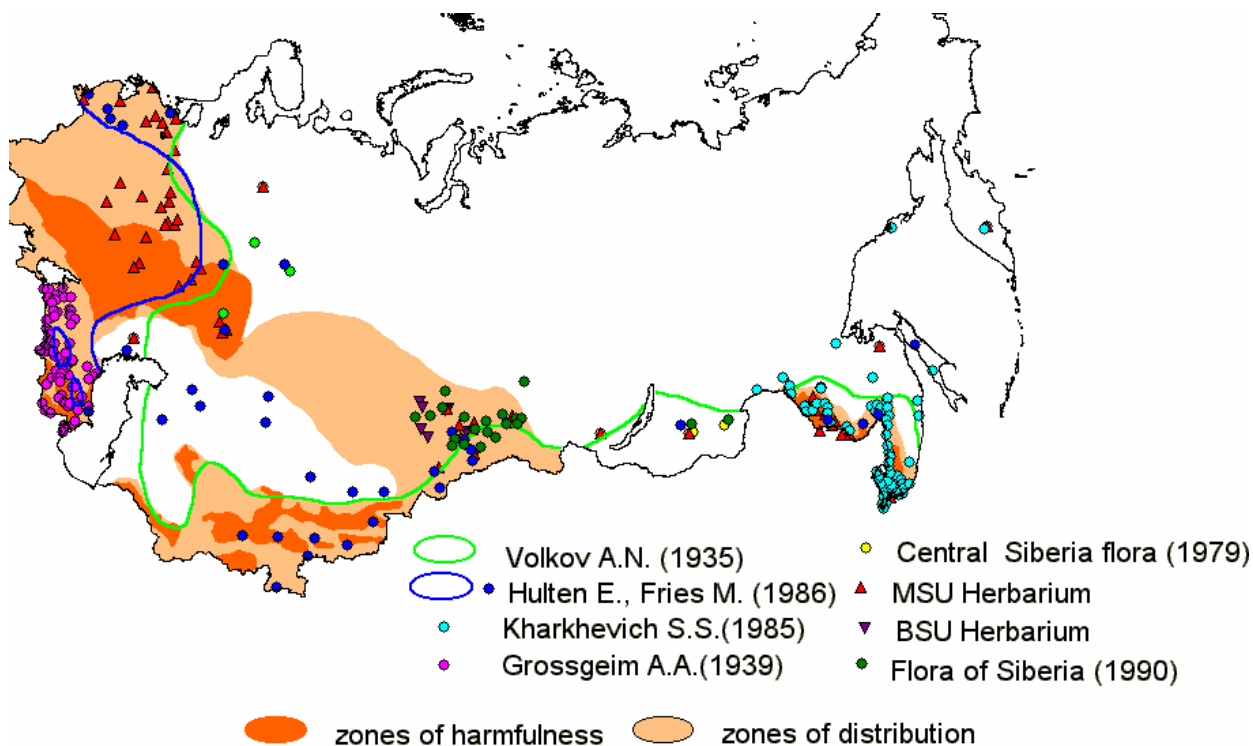 Volkov A.N. (1935)
Hulten E., Fries M. (1986)
Kharkhevich S.S.(1985)
Grossgeim A.A.(1939)
Central Siberia flora (1979)
MSU Herbarium
BSU Herbarium
Flora of Siberia (1990)
zones of harmfulness
zones of distribution